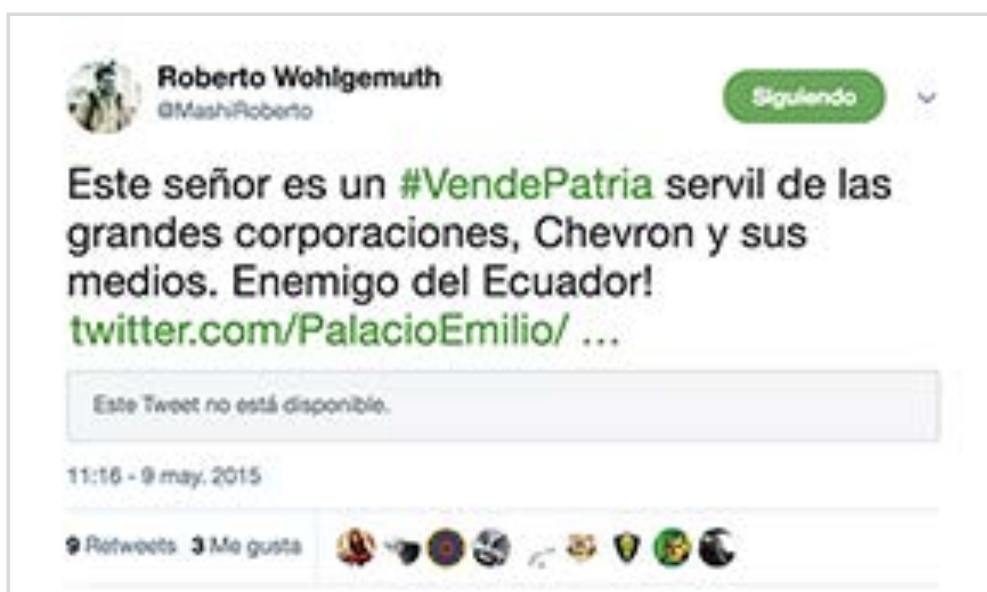 Roberto Wohlgemuth
@MashiRoberto
Siguiendo
Este señor es un #VendePatria servil de las
grandes corporaciones, Chevron y sus
medios. Enemigo del Ecuador!
twitter.com/PalacioEmilio/ ...
Este Tweet no está disponible.
11:16 - 9 may. 2015
9 Retweets 3 Me gusta